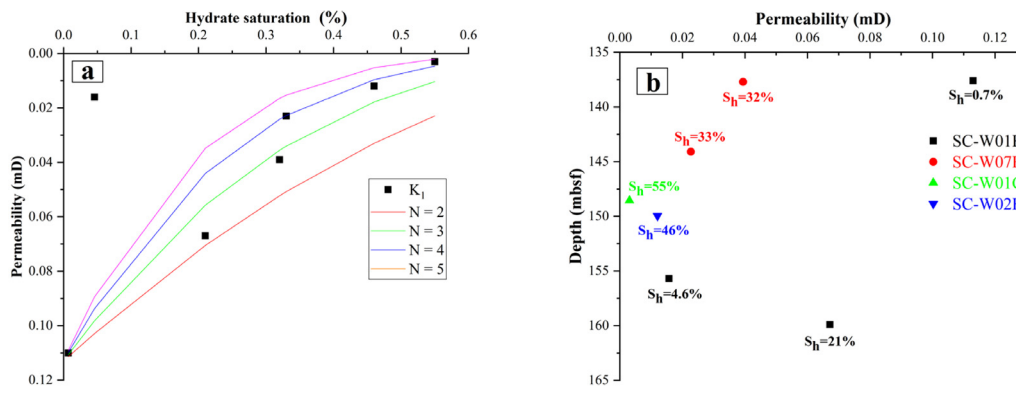 Hydrate saturation (%)
0.0 0.1 0.2 0.3 0.4 0.5 0.6
0.00
0.02
0.04
0.06
0.08
0.10
0.12
Permeability (mD)
a
K1
N = 2
N = 3
N = 4
N = 5
Permeability (mD)
0.00 0.02 0.04 0.06 0.08 0.10 0.12
135
140
145
150
155
160
165
Depth (mbsf)
b
Sh=32%
Sh=0.7%
Sh=33%
Sh=55%
Sh=46%
Sh=4.6%
Sh=21%